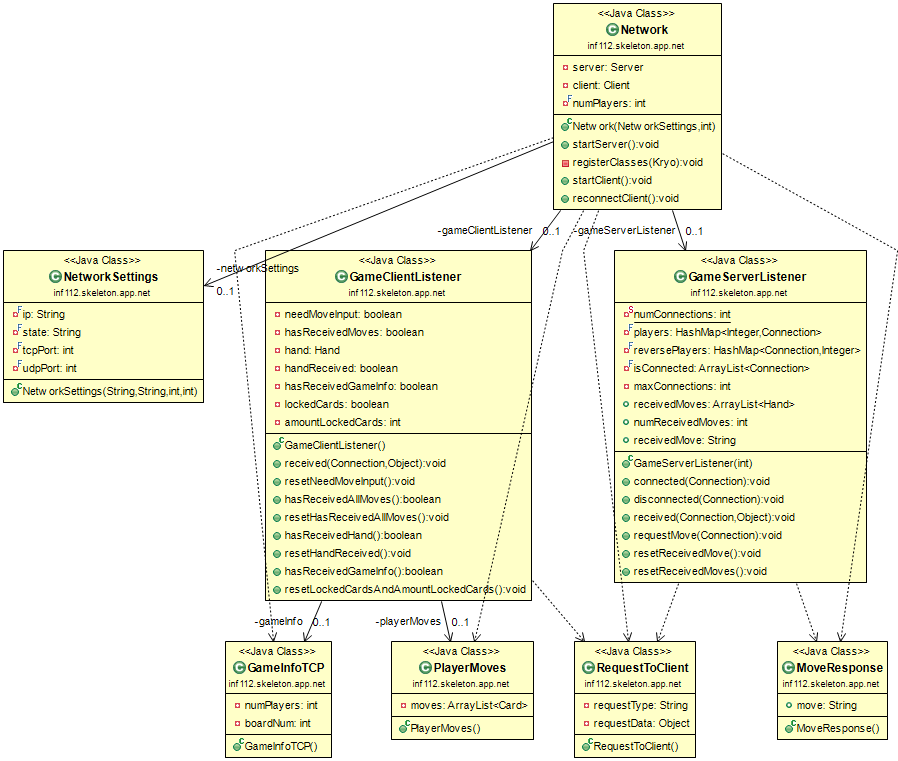 <<Java Class>>
Network
inf112.skeleton.app.net
server: Server
client: Client
numPlayers: int
Network(NetworkSettings,int)
startServer():void
registerClasses(Kryo):void
startClient():void
reconnectClient():void
-networkSettings
0..1
-gameClientListener
0..1
-gameServerListener
0..1
<<Java Class>>
NetworkSettings
inf112.skeleton.app.net
ip: String
state: String
tcpPort: int
udpPort: int
NetworkSettings(String,String,int,int)
<<Java Class>>
GameClientListener
inf112.skeleton.app.net
needMoveInput: boolean
hasReceivedMoves: boolean
hand: Hand
handReceived: boolean
hasReceivedGameInfo: boolean
lockedCards: boolean
amountLockedCards: int
GameClientListener()
received(Connection,Object):void
resetNeedMoveInput():void
hasReceivedAllMoves():boolean
resetHasReceivedAllMoves():void
hasReceivedHand():boolean
resetHandReceived():void
hasReceivedGameInfo():boolean
resetLockedCardsAndAmountLockedCards():void
<<Java Class>>
GameServerListener
inf112.skeleton.app.net
numConnections: int
players: HashMap<Integer,Connection>
reversePlayers: HashMap<Connection,Integer>
isConnected: ArrayList<Connection>
maxConnections: int
receivedMoves: ArrayList<Hand>
numReceivedMoves: int
receivedMove: String
GameServerListener(int)
connected(Connection):void
disconnected(Connection):void
received(Connection,Object):void
requestMove(Connection):void
resetReceivedMove():void
resetReceivedMoves():void
-gameInfo
0..1
-playerMoves
0..1
<<Java Class>>
GameInfoTCP
inf112.skeleton.app.net
numPlayers: int
boardNum: int
GameInfoTCP()
<<Java Class>>
PlayerMoves
inf112.skeleton.app.net
moves: ArrayList<Card>
PlayerMoves()
<<Java Class>>
RequestToClient
inf112.skeleton.app.net
requestType: String
requestData: Object
RequestToClient()
<<Java Class>>
MoveResponse
inf112.skeleton.app.net
move: String
MoveResponse()